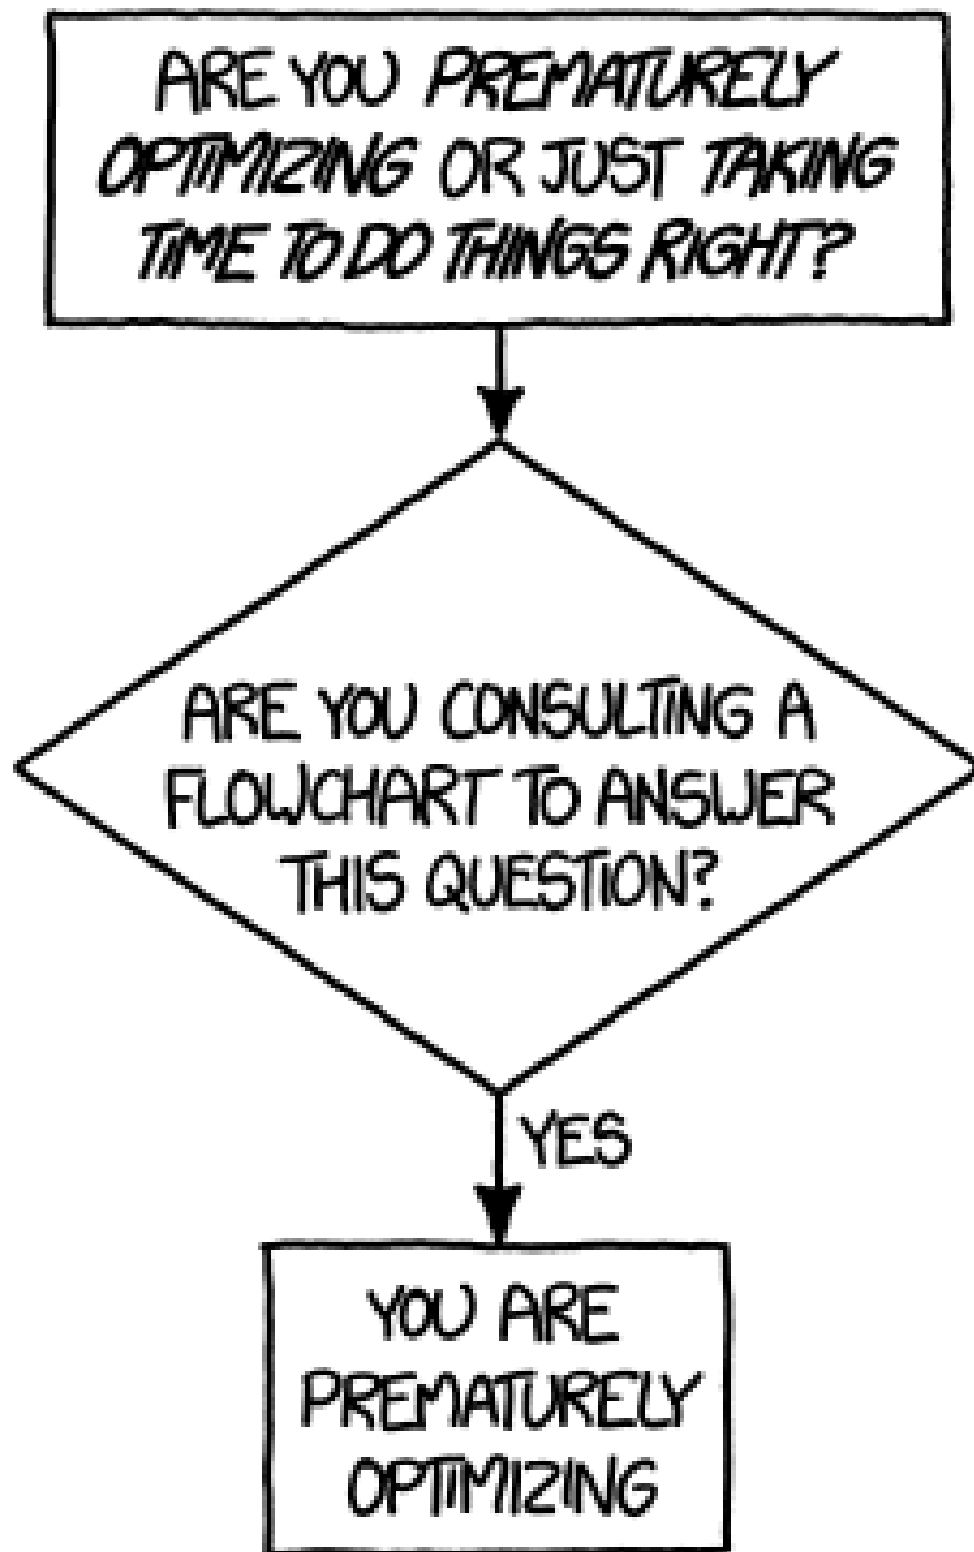 ARE YOU PREMATURELY
OPTIMIZING OR JUST TAKING
TIME TO DO THINGS RIGHT?
ARE YOU CONSULTING A
FLOWCHART TO ANSWER
THIS QUESTION?
YES
YOU ARE
PREMATURELY
OPTIMIZING